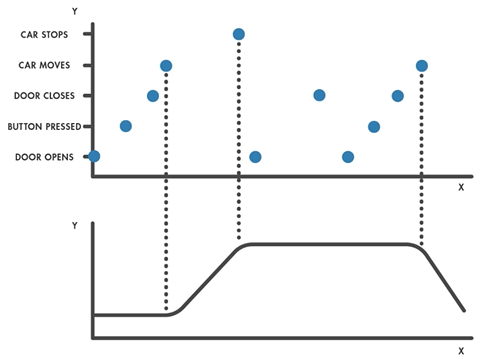 Y
CAR STOPS
CAR MOVES
DOOR CLOSES
BUTTON PRESSED
DOOR OPENS
X
Y
X